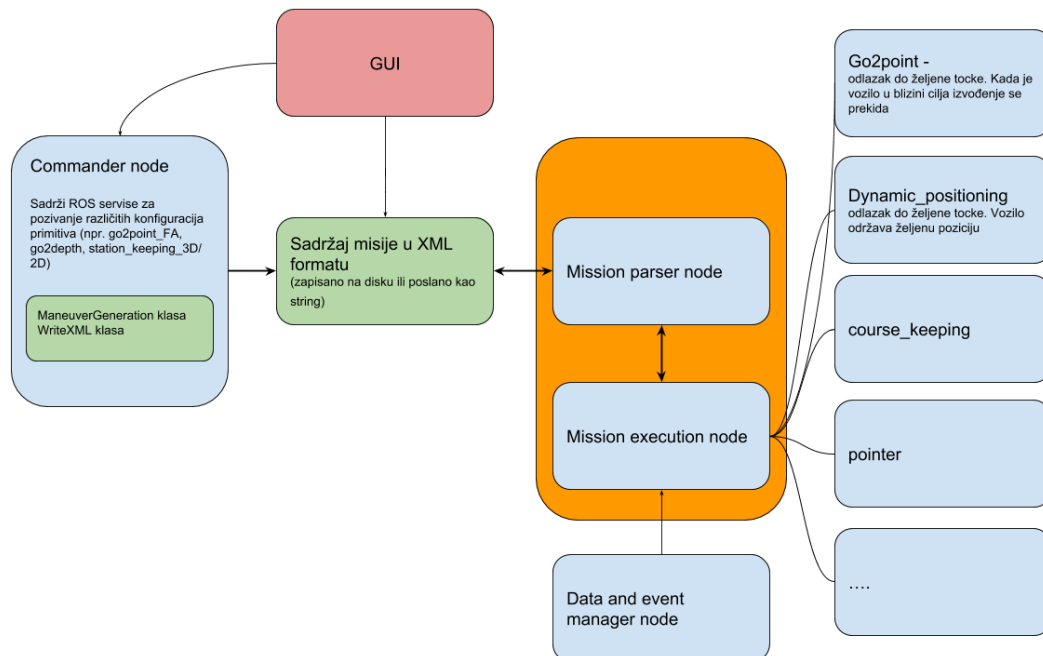 GUI
Commander node
Sadrži ROS servise za
pozivanje različitih konfiguracija
primitiva (npr. go2point_FA,
go2depth, station_keeping_3D/
2D)
ManeuverGeneration klasa
WriteXML klasa
Sadržaj misije u XML
formatu
(zapisano na disku ili poslano kao
string)
Mission parser node
Mission execution node
Data and event
manager node
Go2point -
odlazak do željene tocke. Kada je
vozilo u blizini cilja izvođenje se
prekida
Dynamic_positioning
odlazak do željene tocke. Vozilo
održava željenu poziciju
course_keeping
pointer
....